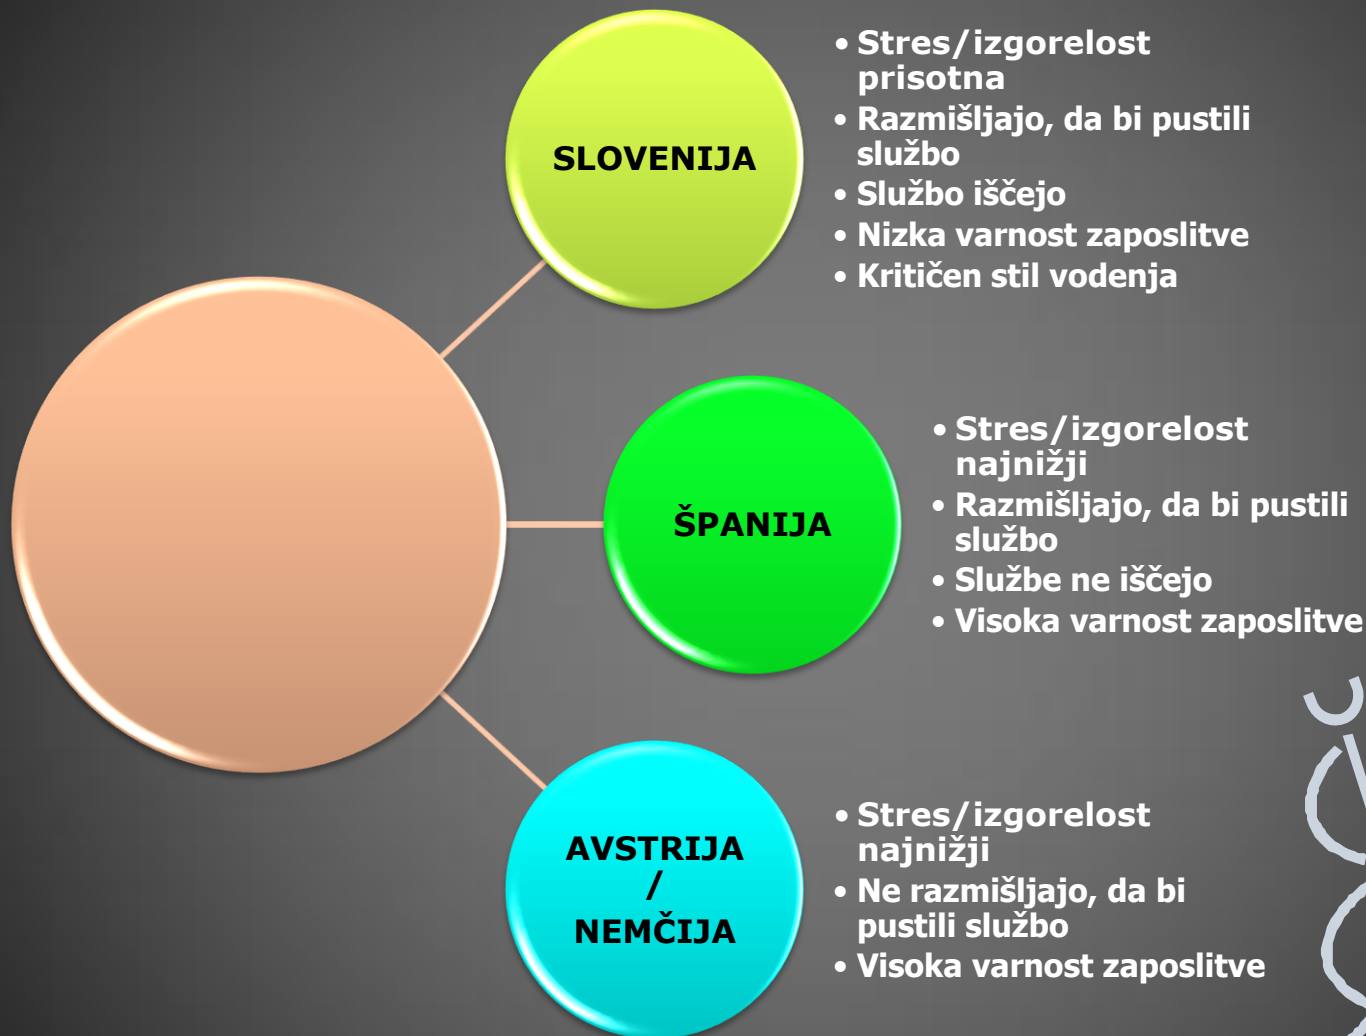 SLOVENIJA
• Stres/izgorelost
prisotna
• Razmišljajo, da bi pustili
službo
• Službo iščejo
• Nizka varnost zaposlitve
• Kritičen stil vodenja
ŠPANIJA
• Stres/izgorelost
najnižji
• Razmišljajo, da bi pustili
službo
• Službe ne iščejo
• Visoka varnost zaposlitve
AVSTRIJA
/
NEMČIJA
• Stres/izgorelost
najnižji
• Ne razmišljajo, da bi
pustili službo
• Visoka varnost zaposlitve